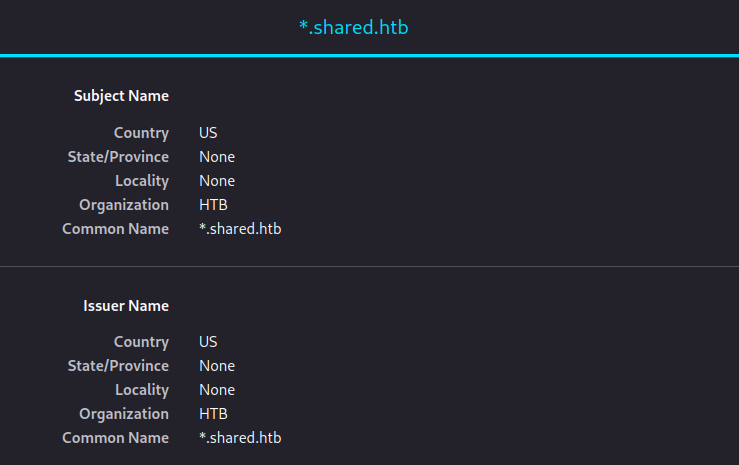 *.shared.htb
Subject Name
Country US
State/Province None
Locality None
Organization HTB
Common Name *.shared.htb
Issuer Name
Country US
State/Province None
Locality None
Organization HTB
Common Name *.shared.htb